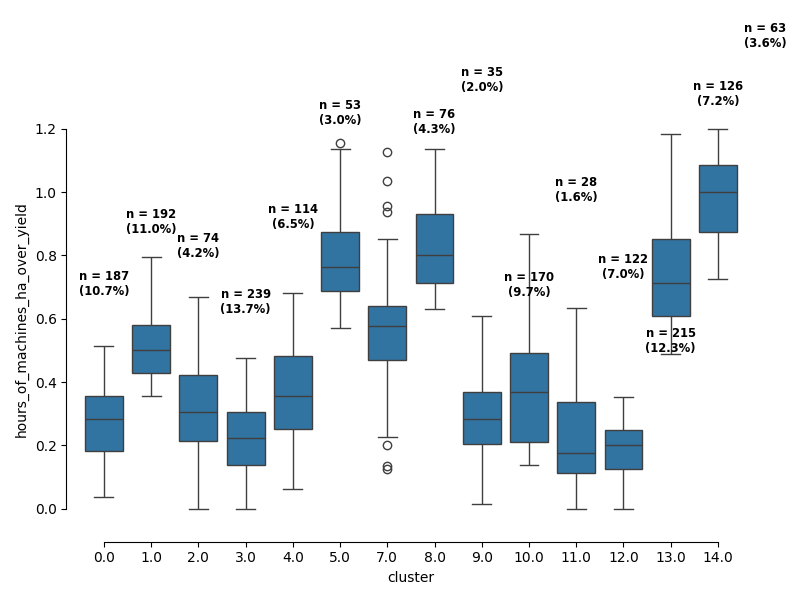 n = 63
(3.6%)
n = 35
(2.0%)
n = 126
(7.2%)
n = 53
(3.0%)
n = 76
(4.3%)
n = 28
(1.6%)
n = 114
(6.5%)
n = 192
(11.0%)
n = 74
(4.2%)
n = 122
(7.0%)
n = 187
(10.7%)
n = 170
(9.7%)
n = 239
(13.7%)
n = 215
(12.3%)
1.2
1.0
0.8
0.6
0.4
0.2
0.0
hours_of_machines_ha_over_yield
0.0 1.0 2.0 3.0 4.0 5.0 7.0 8.0 9.0 10.0 11.0 12.0 13.0 14.0
cluster